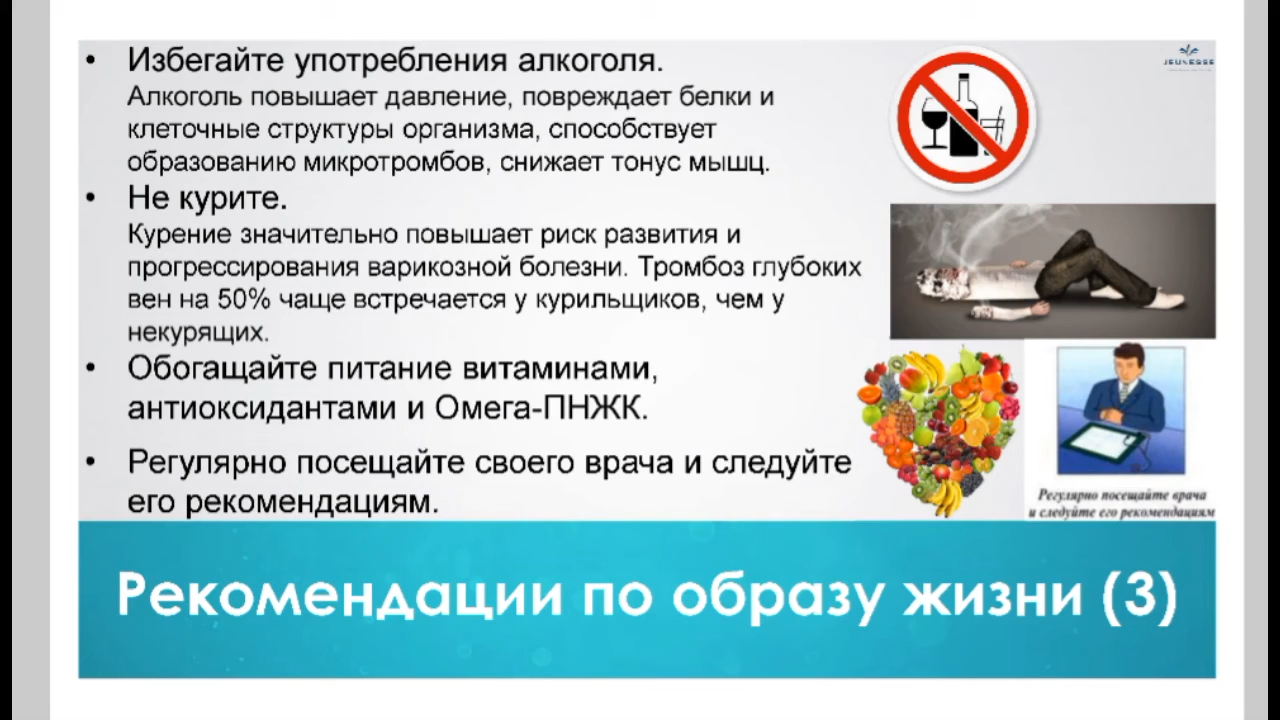 • Избегайте употребления алкоголя.
Алкоголь повышает давление, повреждает белки и
клеточные структуры организма, способствует
образованию микротромбов, снижает тонус мышц.
• Не курите.
Курение значительно повышает риск развития и
прогрессирования варикозной болезни. Тромбоз глубоких
вен на 50% чаще встречается у курильщиков, чем у
некурящих.
• Обогащайте питание витаминами,
антиоксидантами и Омега-ПНЖК.
• Регулярно посещайте своего врача и следуйте
его рекомендациям.
JEUNESSE
Регулярно посещайте врача
и следуйте его рекомендациям
Рекомендации по образу жизни (3)